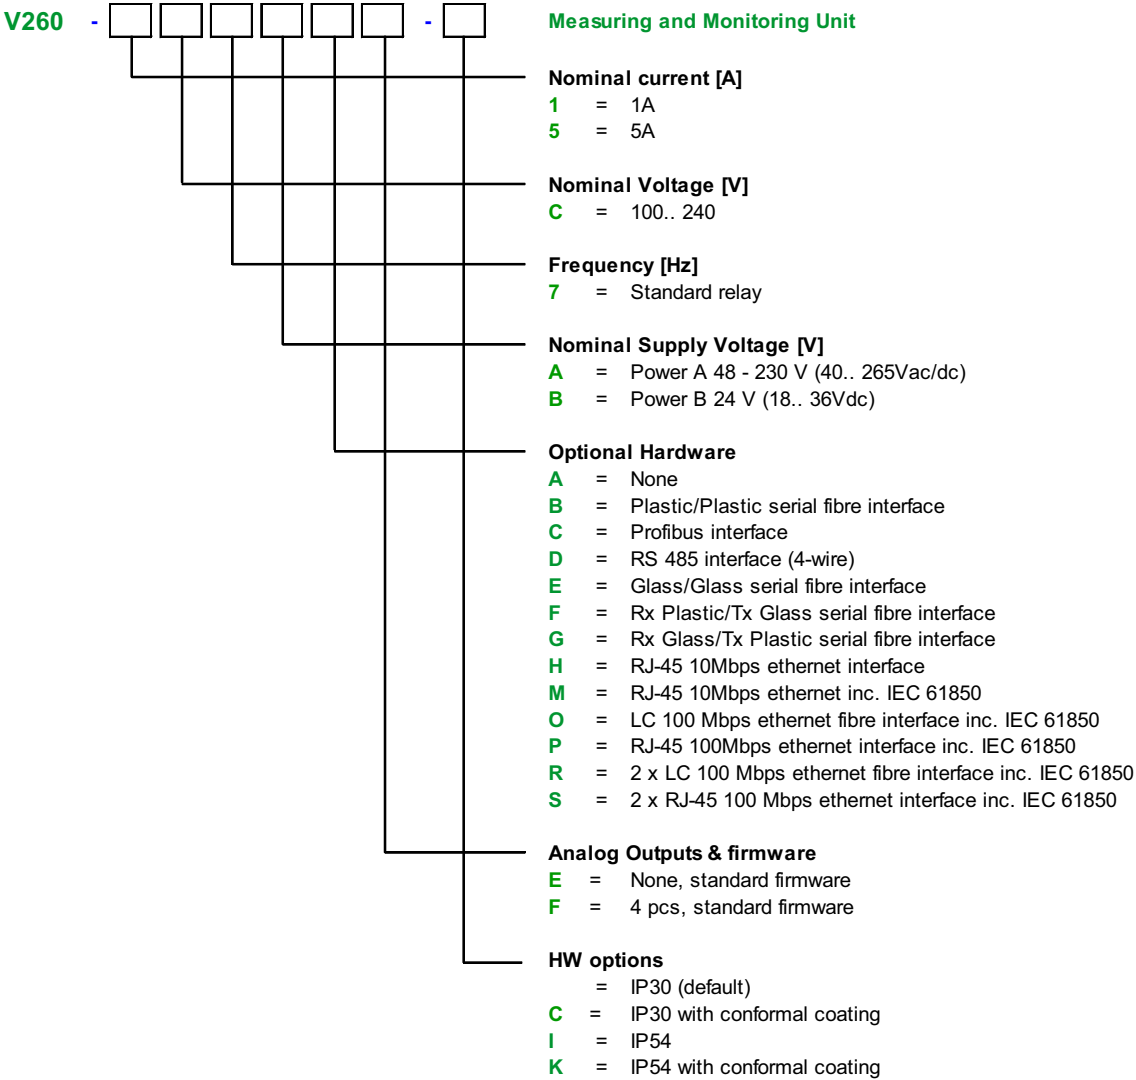 V260 - - Measuring and Monitoring Unit
Nominal current [A]
1 = 1A
5 = 5A
Nominal Voltage [V]
C = 100.. 240
Frequency [Hz]
7 = Standard relay
Nominal Supply Voltage [V]
A = Power A 48 - 230 V (40.. 265Vac/dc)
B = Power B 24 V (18.. 36Vdc)
Optional Hardware
A = None
B = Plastic/Plastic serial fibre interface
C = Profibus interface
D = RS 485 interface (4-wire)
E = Glass/Glass serial fibre interface
F = Rx Plastic/Tx Glass serial fibre interface
G = Rx Glass/Tx Plastic serial fibre interface
H = RJ-45 10Mbps ethernet interface
M = RJ-45 10Mbps ethernet inc. IEC 61850
O = LC 100 Mbps ethernet fibre interface inc. IEC 61850
P = RJ-45 100Mbps ethernet interface inc. IEC 61850
R = 2 x LC 100 Mbps ethernet fibre interface inc. IEC 61850
S = 2 x RJ-45 100 Mbps ethernet interface inc. IEC 61850
Analog Outputs & firmware
E = None, standard firmware
F = 4 pcs, standard firmware
HW options
= IP30 (default)
C = IP30 with conformal coating
I = IP54
K = IP54 with conformal coating